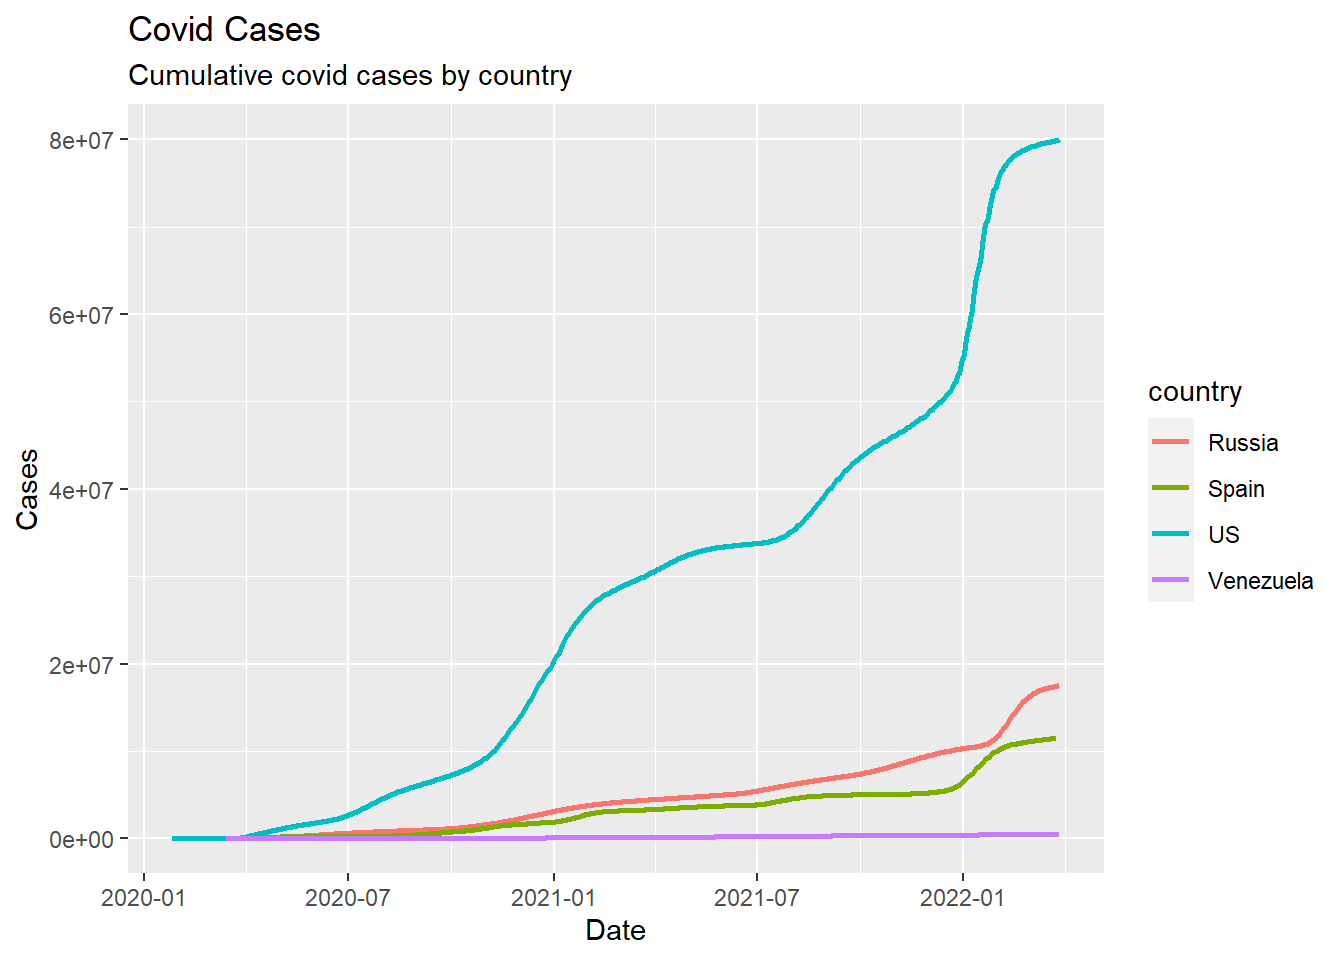 Covid Cases
Cumulative covid cases by country
8e+07
6e+07
4e+07
2e+07
0e+00
Cases
2020-01 2020-07 2021-01 2021-07 2022-01
Date
country
Russia
Spain
US
Venezuela